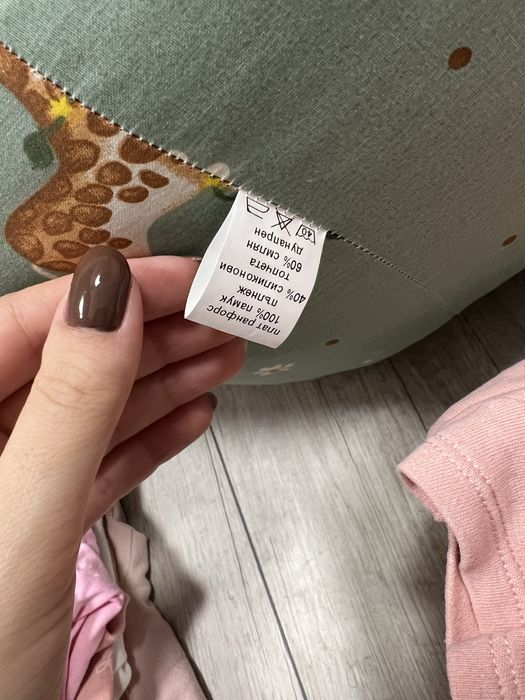 плат ранфорс
100% памук
пълнеж
40% силиконови
топчета
60% смлян
дунапрен
40